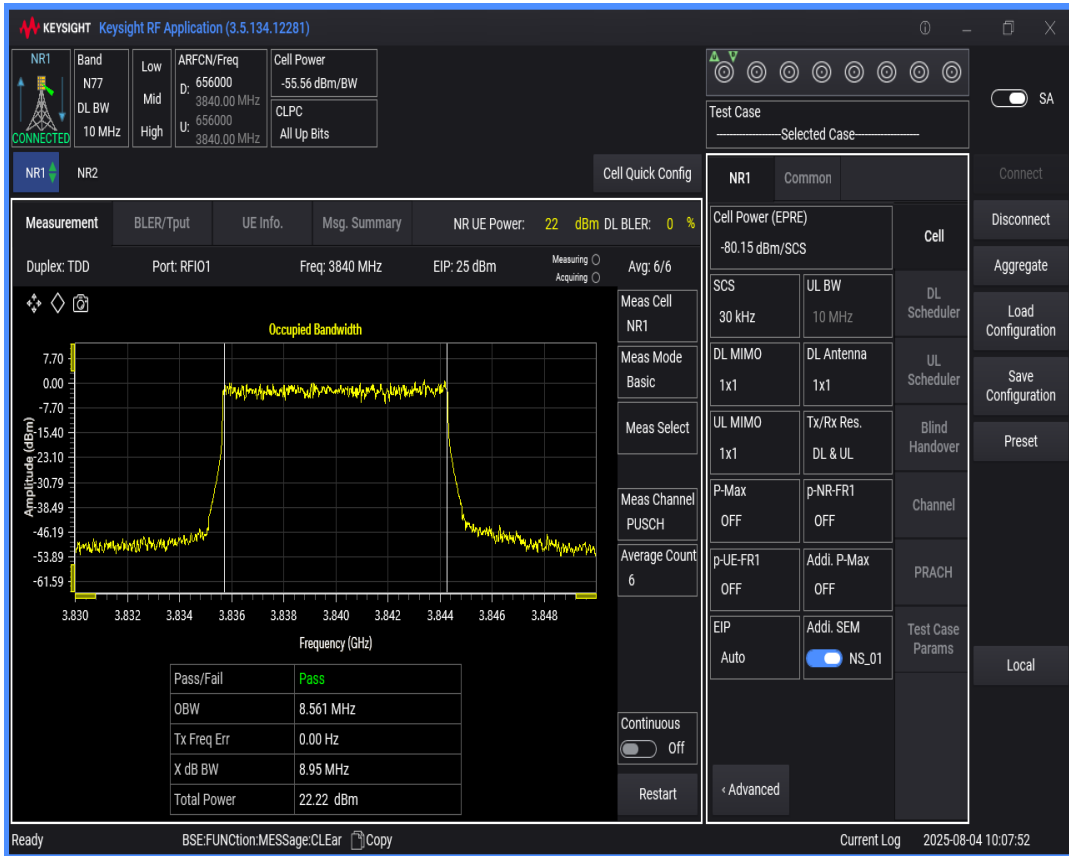 KEYSIGHT Keysight RF Application (3.5.134.12281)
NR1
CONNECTED
Band
N77
DL BW
10 MHz
Low
Mid
High
ARFCN/Freq
D: 656000
3840.00 MHz
U: 656000
3840.00 MHz
Cell Power
-55.56 dBm/BW
CLPC
All Up Bits
Test Case
----Selected Case----
SA
NR1
NR2
Cell Quick Config
NR1
Common
Connect
Disconnect
Aggregate
Load
Configuration
Save
Configuration
Preset
Local
Measurement
BLER/Tput
UE Info.
Msg. Summary
NR UE Power: 22 dBm DL BLER: 0 %
Duplex: TDD
Port: RFIO1
Freq: 3840 MHz
EIP: 25 dBm
Measuring
Acquiring
Avg: 6/6
Occupied Bandwidth
7.70
0.00
-7.70
-15.40
-23.10
-30.79
-38.49
-46.19
-53.89
-61.59
Amplitude (dBm)
3.830 3.832 3.834 3.836 3.838 3.840 3.842 3.844 3.846 3.848
Frequency (GHz)
Pass/Fail Pass
OBW 8.561 MHz
Tx Freq Err 0.00 Hz
X dB BW 8.95 MHz
Total Power 22.22 dBm
Meas Cell
NR1
Meas Mode
Basic
Meas Select
Meas Channel
PUSCH
Average Count
6
Continuous
Off
Restart
Cell Power (EPRE)
-80.15 dBm/SCS
SCS
30 kHz
UL BW
10 MHz
DL MIMO
1x1
DL Antenna
1x1
UL MIMO
1x1
Tx/Rx Res.
DL & UL
P-Max
OFF
p-NR-FR1
OFF
p-UE-FR1
OFF
Addi. P-Max
OFF
EIP
Auto
Addi. SEM
NS_01
‹ Advanced
Cell
DL
Scheduler
UL
Scheduler
Blind
Handover
Channel
PRACH
Test Case
Params
Ready
BSE:FUNCtion:MESSage:CLEar Copy
Current Log
2025-08-04 10:07:52